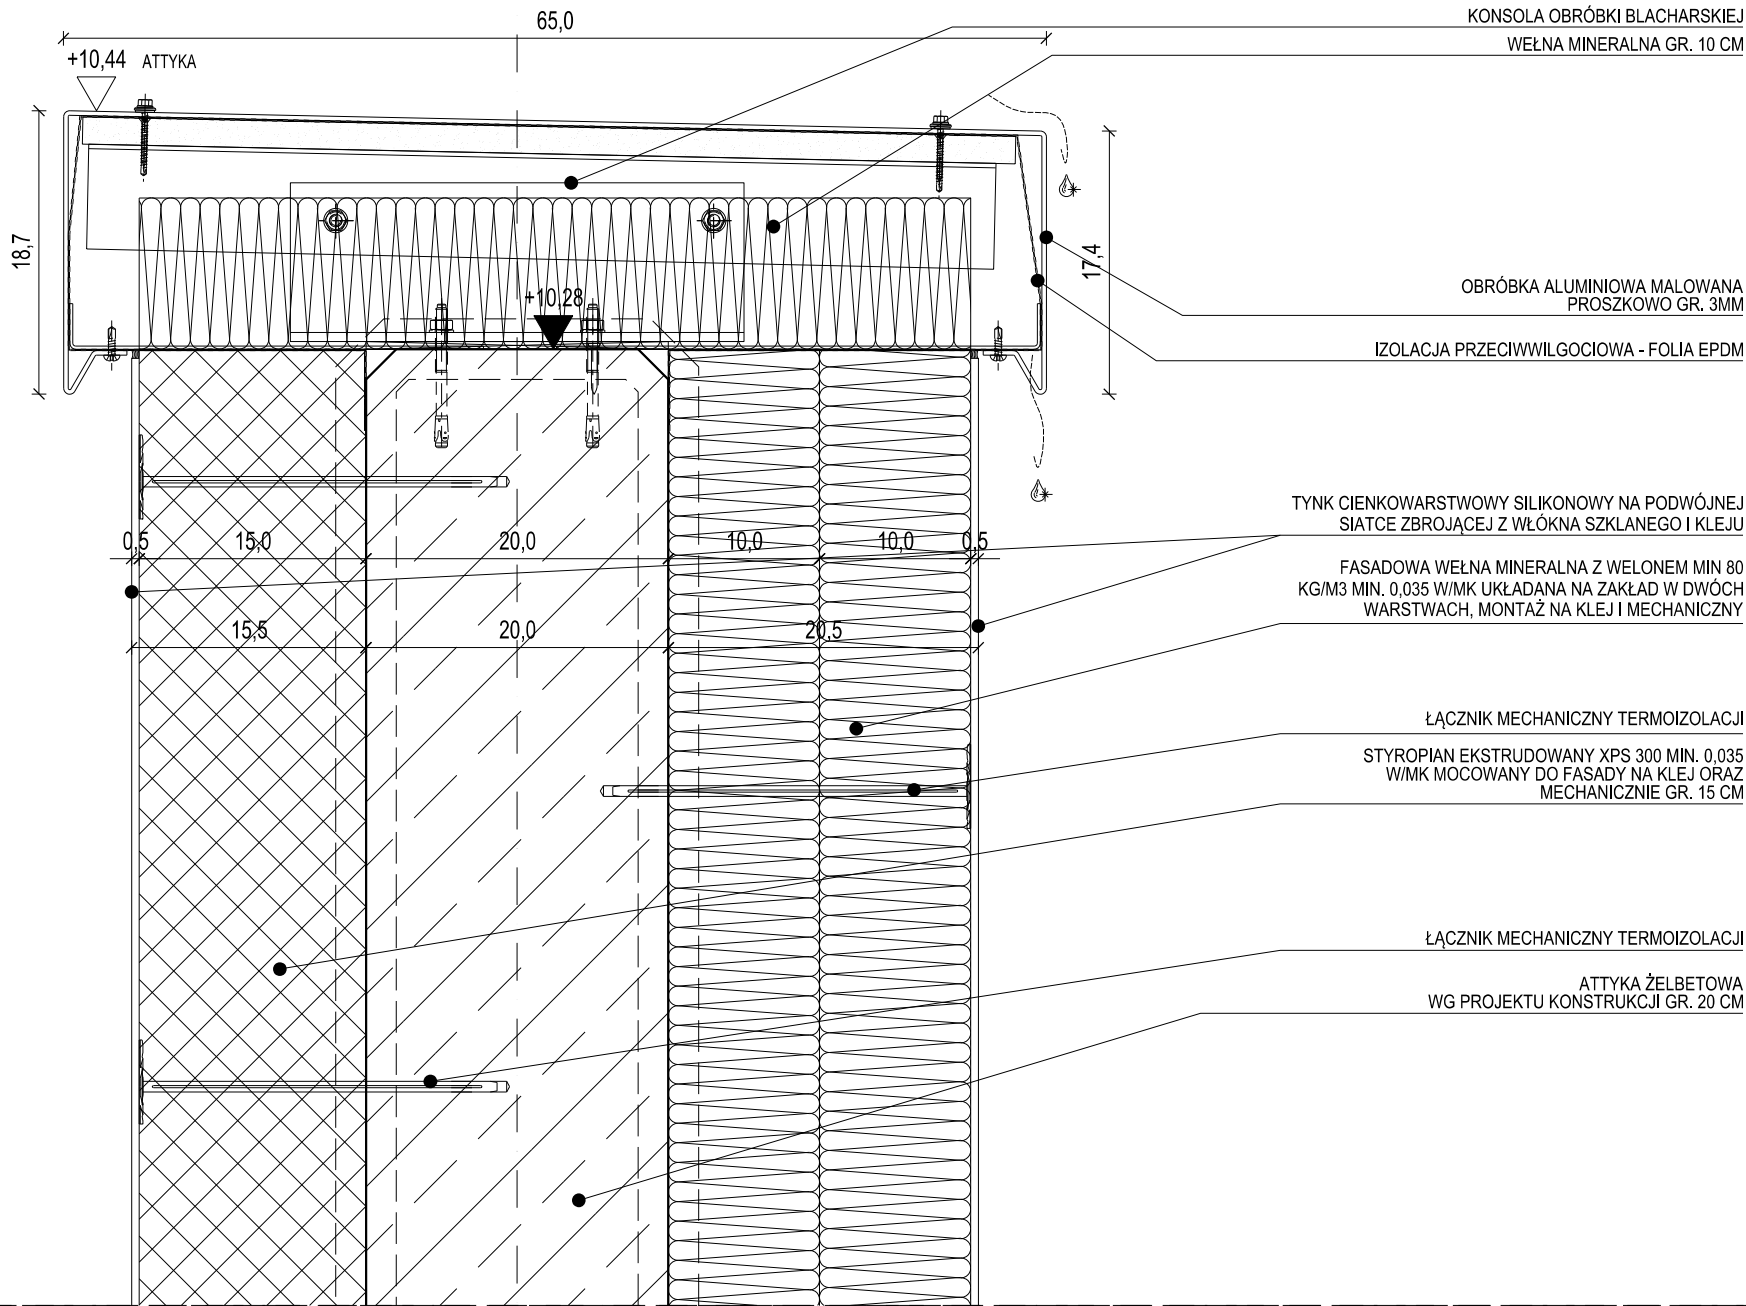 65,0
KONSOLA OBRÓBKI BLACHARSKIEJ
WEŁNA MINERALNA GR. 10 CM
+10,44 ATTYKA
18,7
17,4
+10,28
OBRÓBKA ALUMINIOWA MALOWANA
PROSZKOWO GR. 3MM
IZOLACJA PRZECIWWILGOCIOWA - FOLIA EPDM
TYNK CIENKOWARSTWOWY SILIKONOWY NA PODWÓJNEJ
SIATCE ZBROJĄCEJ Z WŁÓKNA SZKLANEGO I KLEJU
0,5 15,0 20,0 10,0 10,0 0,5
FASADOWA WEŁNA MINERALNA Z WELONEM MIN 80
KG/M3 MIN. 0,035 W/MK UKŁADANA NA ZAKŁAD W DWÓCH
WARSTWACH, MONTAŻ NA KLEJ I MECHANICZNY
15,5 20,0 20,5
ŁĄCZNIK MECHANICZNY TERMOIZOLACJI
STYROPIAN EKSTRUDOWANY XPS 300 MIN. 0,035
W/MK MOCOWANY DO FASADY NA KLEJ ORAZ
MECHANICZNIE GR. 15 CM
ŁĄCZNIK MECHANICZNY TERMOIZOLACJI
ATTYKA ŻELBETOWA
WG PROJEKTU KONSTRUKCJI GR. 20 CM